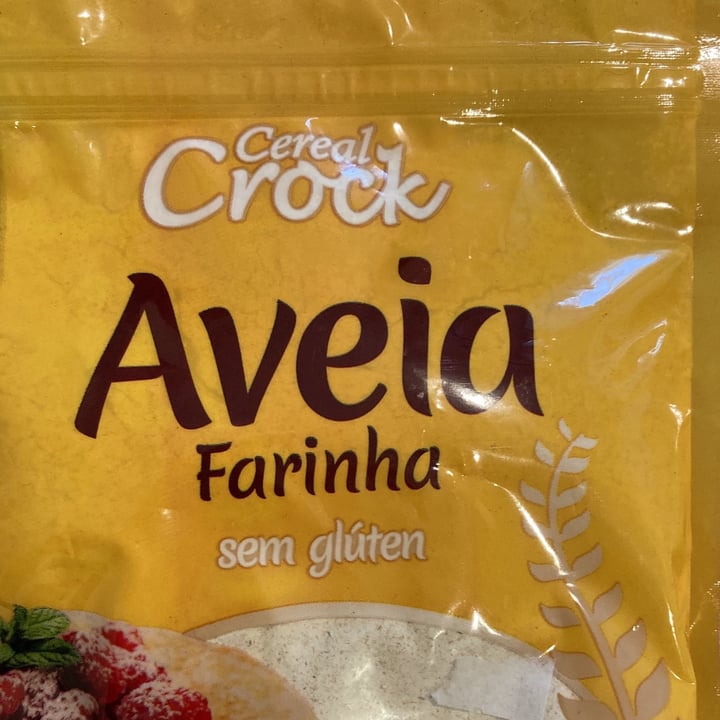 Cereal
Crock
Aveia
Farinha
sem glúten